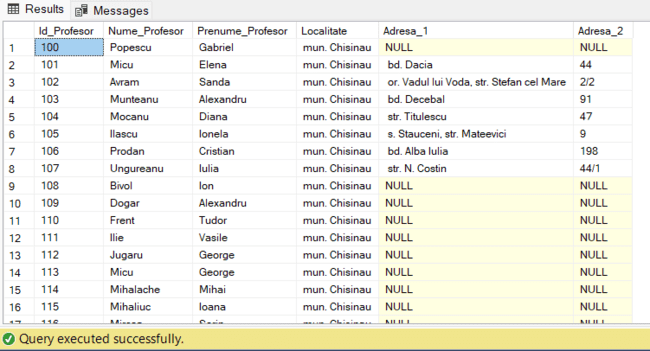 Results Messages
Id_Profesor Nume_Profesor Prenume_Profesor Localitate Adresa_1 Adresa_2
1 100 Popescu Gabriel mun. Chisinau NULL NULL
2 101 Micu Elena mun. Chisinau bd. Dacia 44
3 102 Avram Sanda mun. Chisinau or. Vadul lui Voda, str. Stefan cel Mare 2/2
4 103 Munteanu Alexandru mun. Chisinau bd. Decebal 91
5 104 Mocanu Diana mun. Chisinau str. Titulescu 47
6 105 Ilascu Ionela mun. Chisinau s. Stauceni, str. Mateevici 9
7 106 Prodan Cristian mun. Chisinau bd. Alba Iulia 198
8 107 Ungureanu Iulia mun. Chisinau str. N. Costin 44/1
9 108 Bivol Ion mun. Chisinau NULL NULL
10 109 Dogar Alexandru mun. Chisinau NULL NULL
11 110 Frent Tudor mun. Chisinau NULL NULL
12 111 Ilie Vasile mun. Chisinau NULL NULL
13 112 Jugaru George mun. Chisinau NULL NULL
14 113 Micu George mun. Chisinau NULL NULL
15 114 Mihalache Mihai mun. Chisinau NULL NULL
16 115 Mihaliuc Ioana mun. Chisinau NULL NULL
17 116 Sorin mun. Chisinau NULL NULL
Query executed successfully.